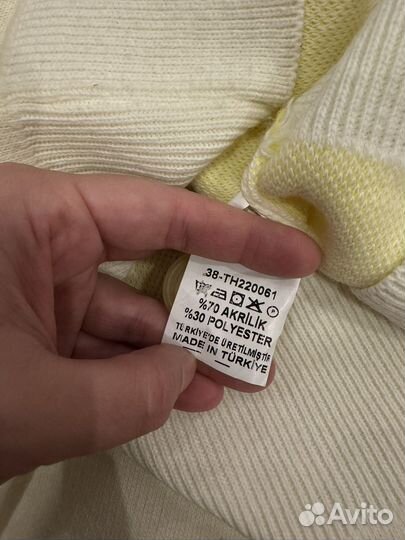 38-TH220061
P
%70 AKRİLİK
%30 POLYESTER
TÜRKİYE'DE ÜRETİLMİŞTİR
MADE IN TÜRKİYE
Avito